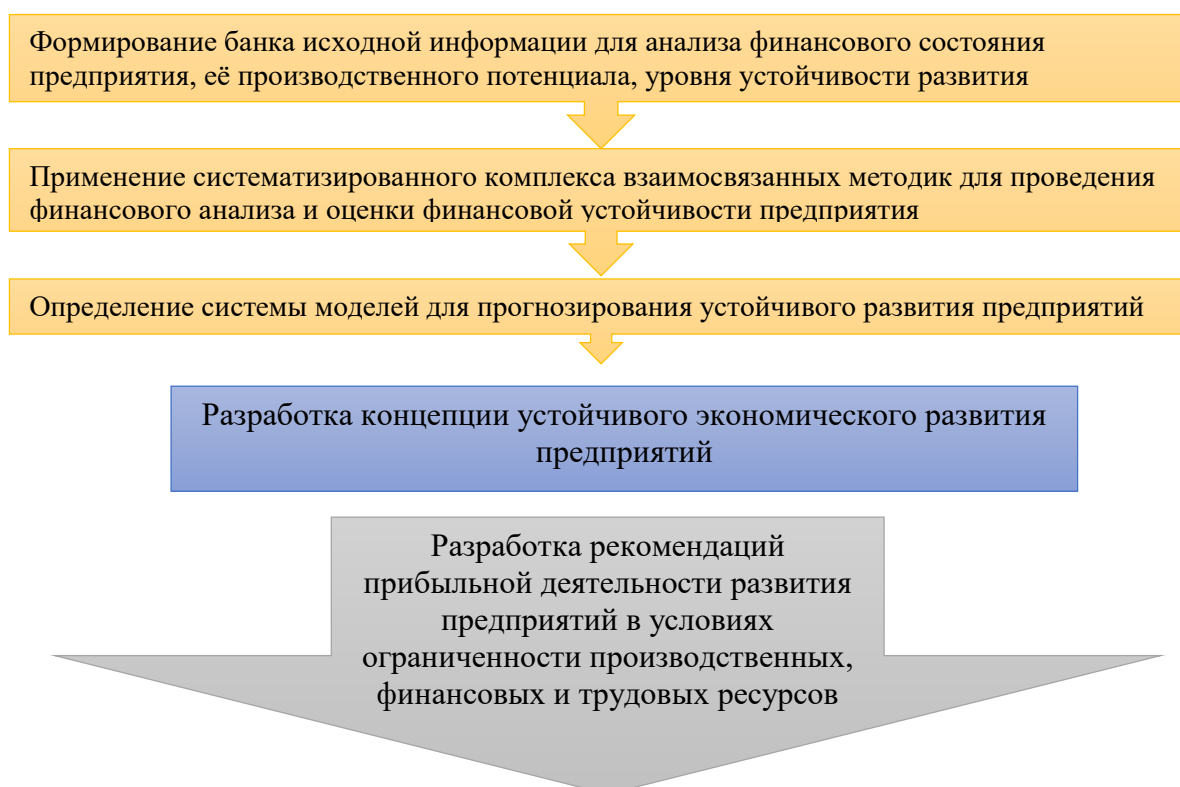 Формирование банка исходной информации для анализа финансового состояния
предприятия, её производственного потенциала, уровня устойчивости развития
Применение систематизированного комплекса взаимосвязанных методик для проведения
финансового анализа и оценки финансовой устойчивости предприятия
Определение системы моделей для прогнозирования устойчивого развития предприятий
Разработка концепции устойчивого экономического развития
предприятий
Разработка рекомендаций
прибыльной деятельности развития
предприятий в условиях
ограниченности производственных,
финансовых и трудовых ресурсов